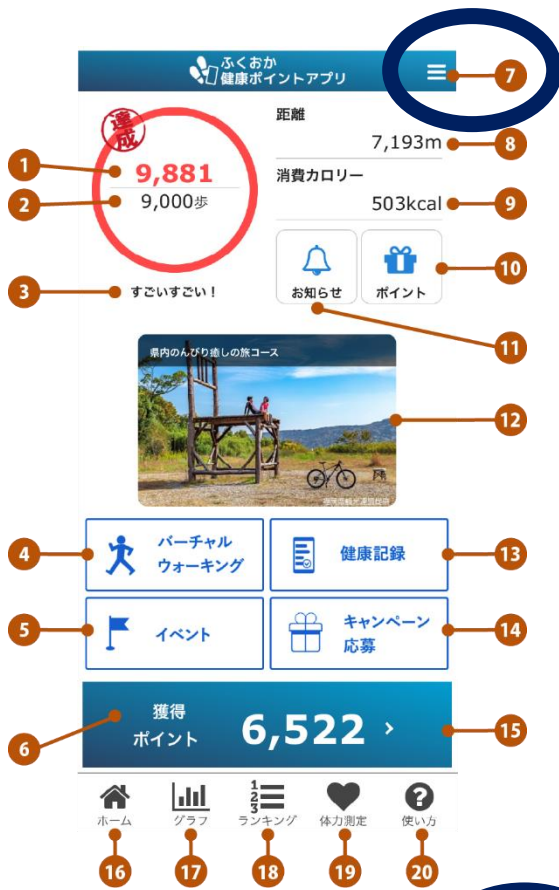 ふくおか
健康ポイントアプリ
7
達成
距離
7,193m
8
1
9,881
2
9,000歩
消費カロリー
503kcal
9
3
すごいすごい！
お知らせ
ポイント
10
11
県内のんびり癒しの旅コース
12
4
バーチャル
ウォーキング
健康記録
13
5
イベント
キャンペーン
応募
14
6
獲得
ポイント
6,522
15
ホーム
グラフ
1
2
3
ランキング
体力測定
?
使い方
16
17
18
19
20